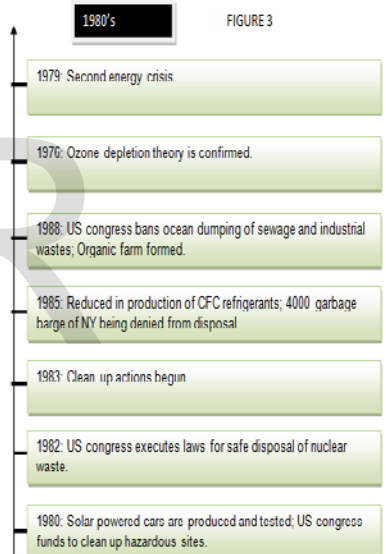 1980's
FIGURE 3
1979: Second energy crisis
1976: Ozone depletion theory is confirmed.
1988: US congress bans ocean dumping of sewage and industrial
wastes; Organic farm formed.
1985: Reduced in production of CFC refrigerants; 4000 garbage
barge of NY being denied from disposal
1983: Clean up actions begun
1982: US congress executes laws for safe disposal of nuclear
waste.
1980: Solar powered cars are produced and tested; US congress
funds to clean up hazardous sites.